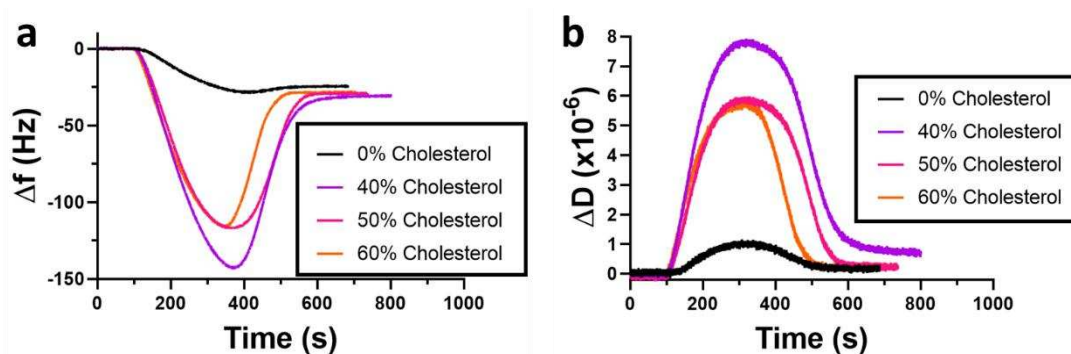 a
Δf (Hz)
0
-50
-100
-150
0% Cholesterol
40% Cholesterol
50% Cholesterol
60% Cholesterol
0 200 400 600 800 1000
Time (s)
b
ΔD (x10⁻⁶)
8
7
6
5
4
3
2
1
0
0% Cholesterol
40% Cholesterol
50% Cholesterol
60% Cholesterol
0 200 400 600 800 1000
Time (s)